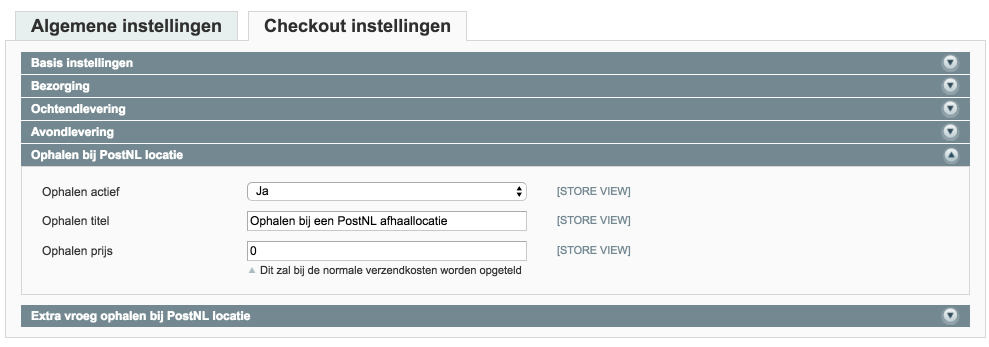 Algemene instellingen Checkout instellingen
Basis instellingen
Bezorging
Ochtendlevering
Avondlevering
Ophalen bij PostNL locatie
Ophalen actief Ja [STORE VIEW]
Ophalen titel Ophalen bij een PostNL afhaallocatie [STORE VIEW]
Ophalen prijs 0 [STORE VIEW]
Dit zal bij de normale verzendkosten worden opgeteld
Extra vroeg ophalen bij PostNL locatie